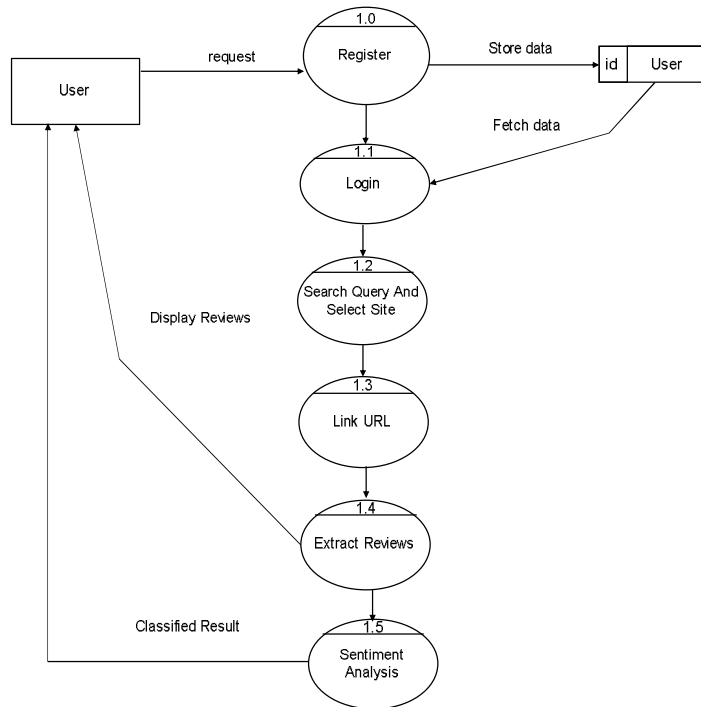 1.0
Register
request
Store data
User
id
User
Fetch data
1.1
Login
1.2
Search Query And
Select Site
Display Reviews
1.3
Link URL
1.4
Extract Reviews
Classified Result
1.5
Sentiment
Analysis